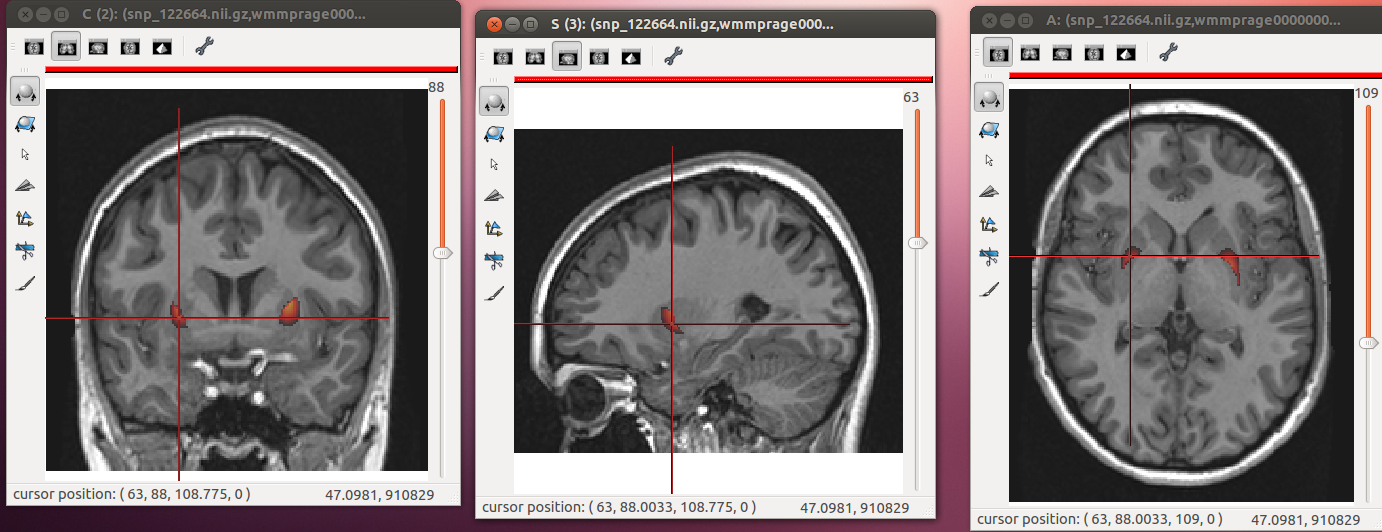 C (2): (snp_122664.nii.gz,wmmprage000...
88
cursor position: ( 63, 88, 108.775, 0 )
47.0981, 910829
S (3): (snp_122664.nii.gz,wmmprage000...
63
cursor position: ( 63, 88.0033, 108.775, 0 )
47.0981, 910829
A: (snp_122664.nii.gz,wmmprage0000000...
109
cursor position: ( 63, 88.0033, 109, 0 )
47.0981, 910829